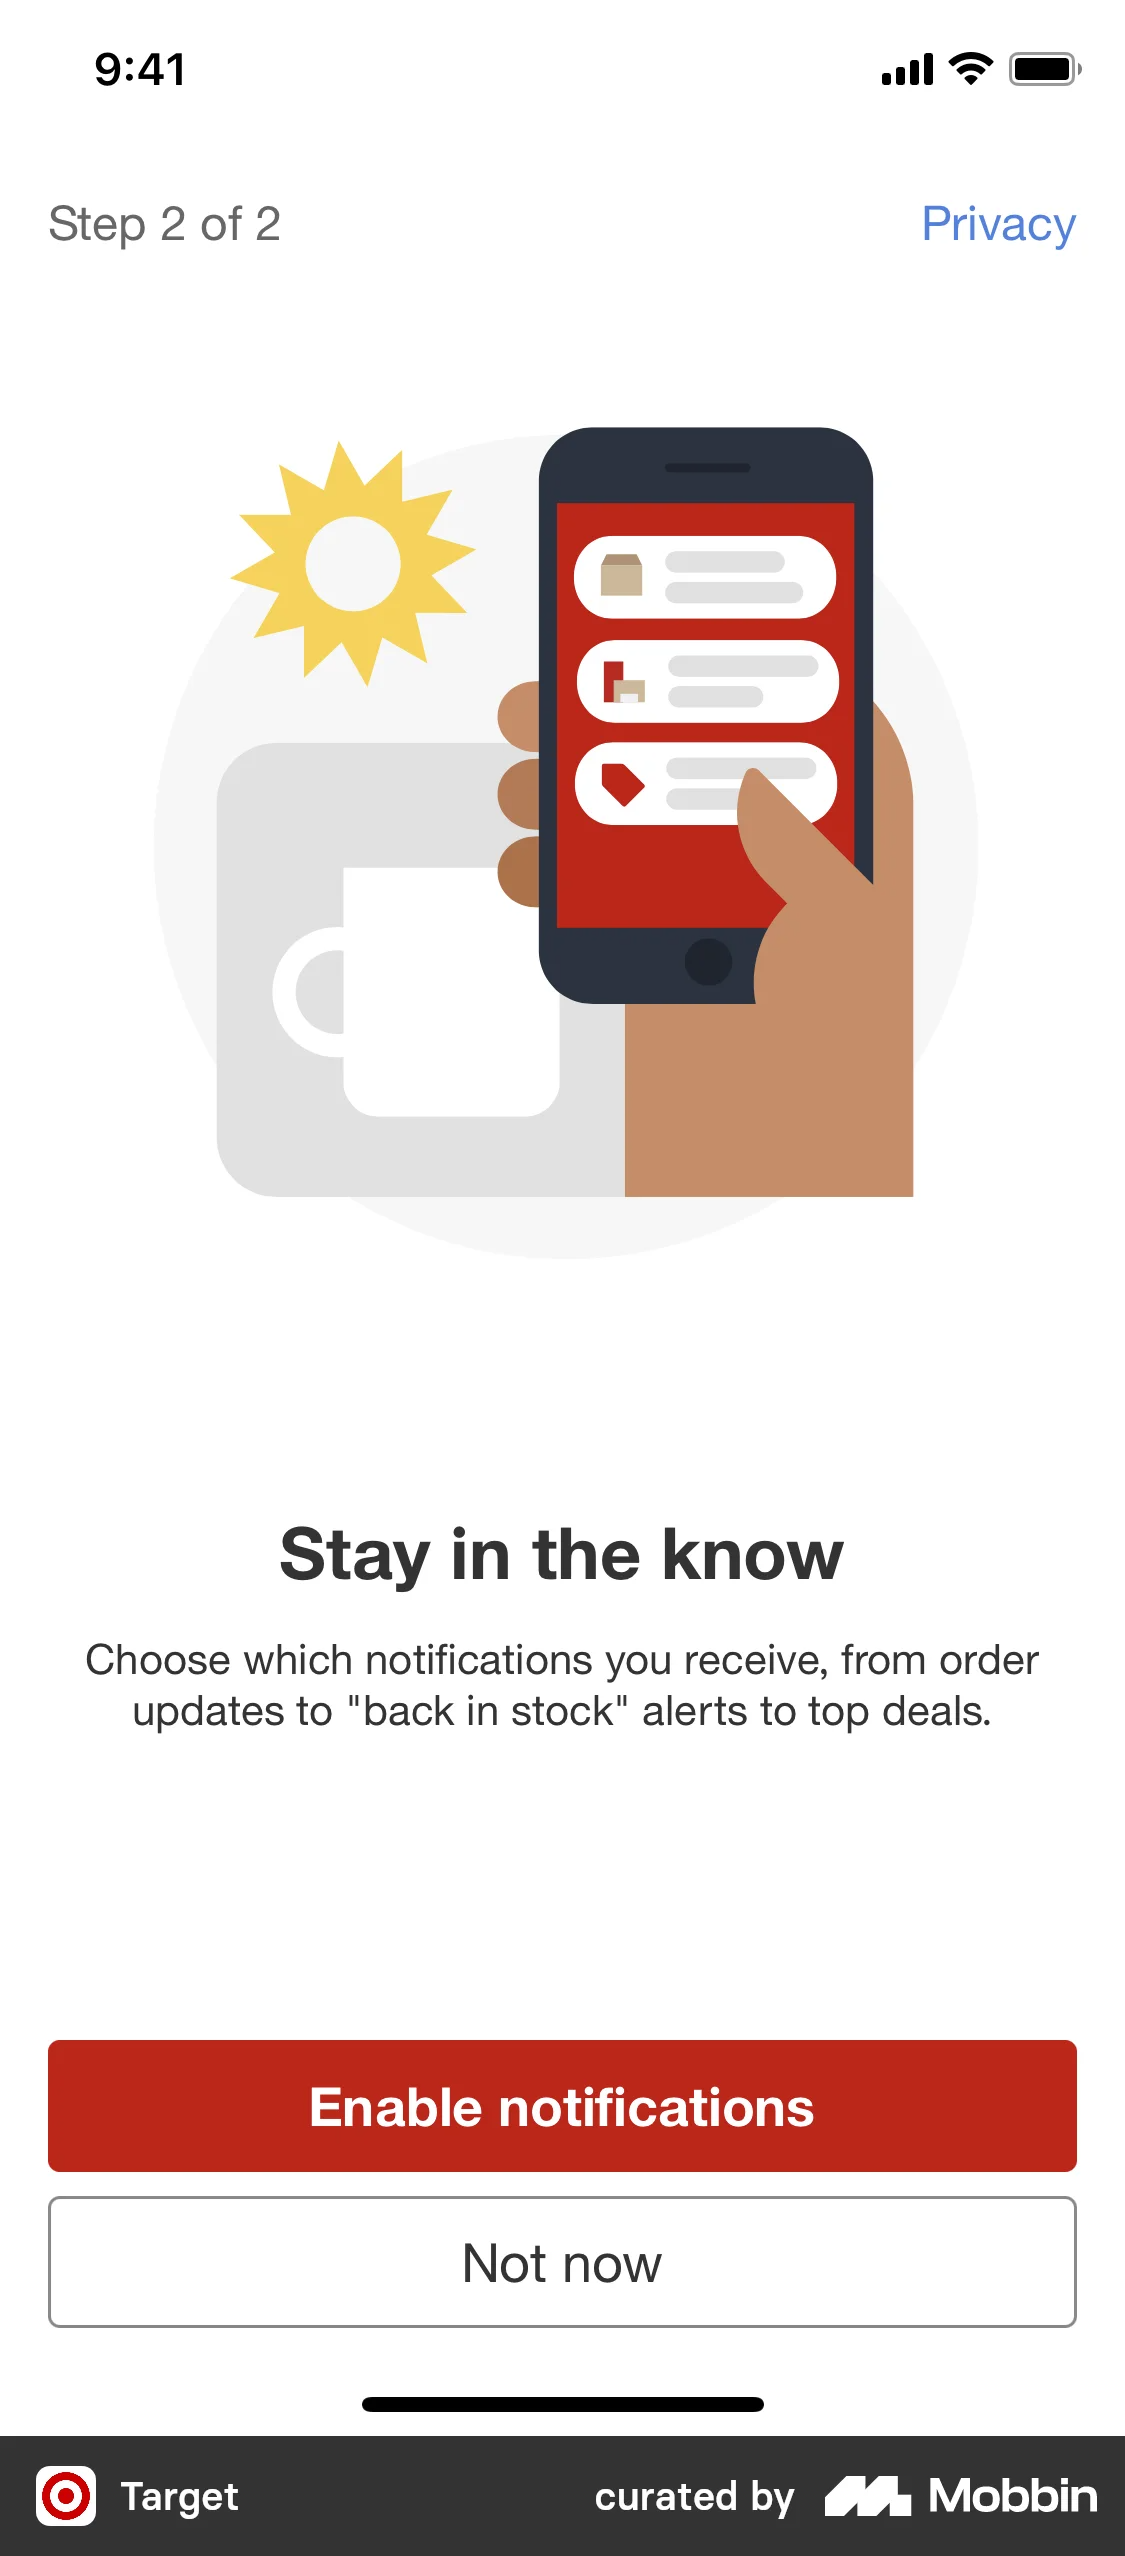 9:41
Step 2 of 2
Privacy
Stay in the know
Choose which notifications you receive, from order
updates to "back in stock" alerts to top deals.
Enable notifications
Not now
Target
curated by Mobbin